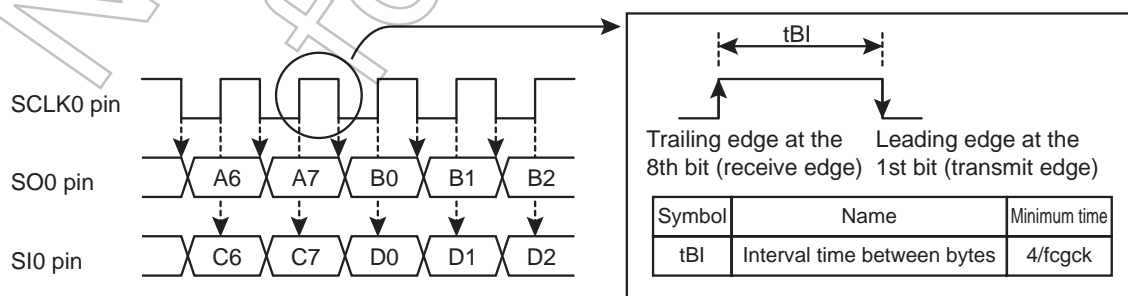 tBI
SCLK0 pin
Trailing edge at the
8th bit (receive edge)
Leading edge at the
1st bit (transmit edge)
SO0 pin
A6 A7 B0 B1 B2
SI0 pin
C6 C7 D0 D1 D2
Symbol Name Minimum time
tBI Interval time between bytes 4/fcgck